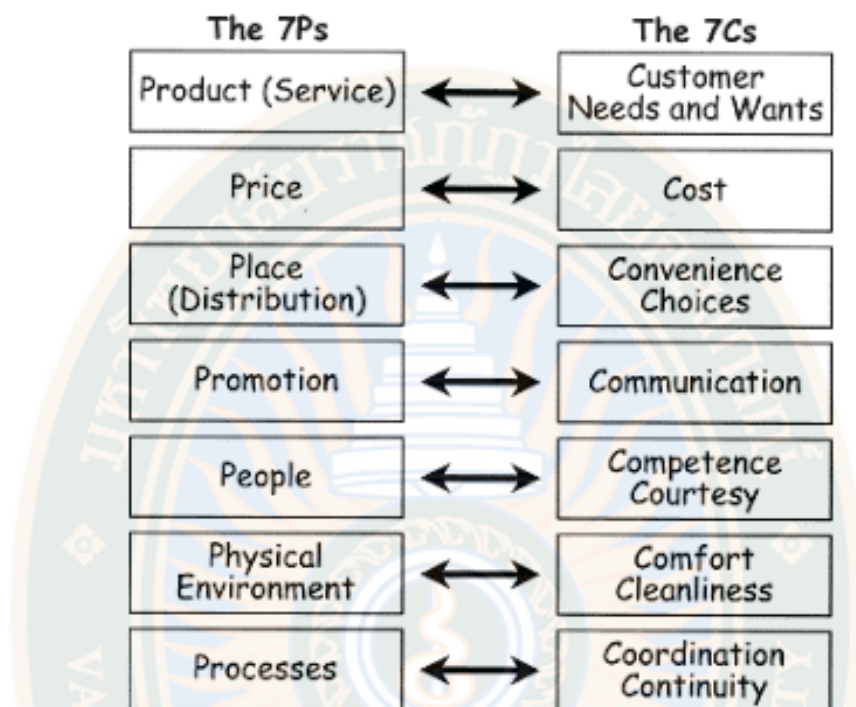 The 7Ps
The 7Cs
Product (Service)
Customer
Needs and Wants
Price
Cost
Place
(Distribution)
Convenience
Choices
Promotion
Communication
People
Competence
Courtesy
Physical
Environment
Comfort
Cleanliness
Processes
Coordination
Continuity